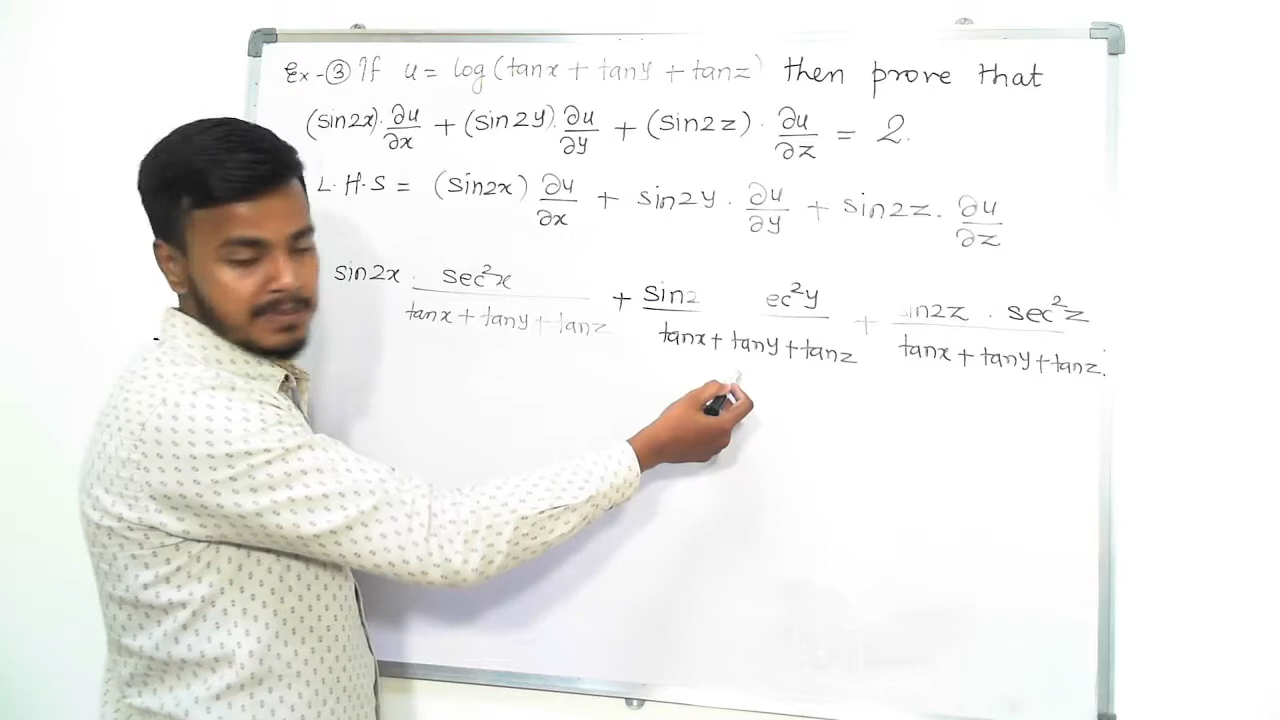 Ex-③ If u = log(tanx + tany + tanz) then prove that
(sin2x)·∂u/∂x + (sin2y)·∂u/∂y + (sin2z)·∂u/∂z = 2.
L.H.S = (sin2x) ∂u/∂x + sin2y·∂u/∂y + sin2z·∂u/∂z
sin2x · sec²x/(tanx + tany + tanz) + sin2 ec²y/(tanx + tany + tanz) + in2z · sec²z/(tanx + tany + tanz).